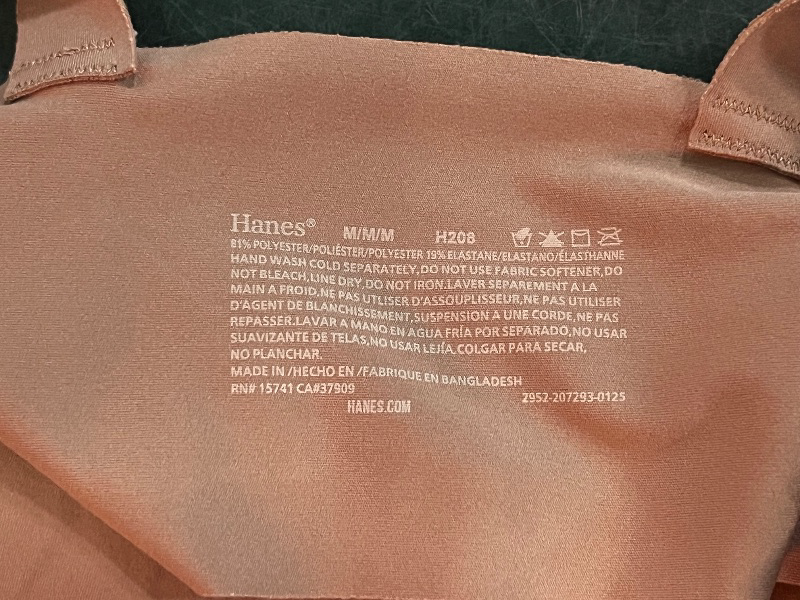 Hanes® M/M/M H208
81% POLYESTER/POLIÉSTER/POLYESTER 19% ELASTANE/ELASTANO/ÉLASTHANNE
HAND WASH COLD SEPARATELY,DO NOT USE FABRIC SOFTENER,DO
NOT BLEACH,LINE DRY,DO NOT IRON.LAVER SEPAREMENT A LA
MAIN A FROID,NE PAS UTLISER D'ASSOUPLISSEUR,NE PAS UTILISER
D'AGENT DE BLANCHISSEMENT,SUSPENSION A UNE CORDE,NE PAS
REPASSER.LAVAR A MANO EN AGUA FRÍA POR SEPARADO,NO USAR
SUAVIZANTE DE TELAS,NO USAR LEJÍA,COLGAR PARA SECAR,
NO PLANCHAR.
MADE IN /HECHO EN /FABRIQUE EN BANGLADESH
RN# 15741 CA#37909 2952-207293-0125
HANES.COM